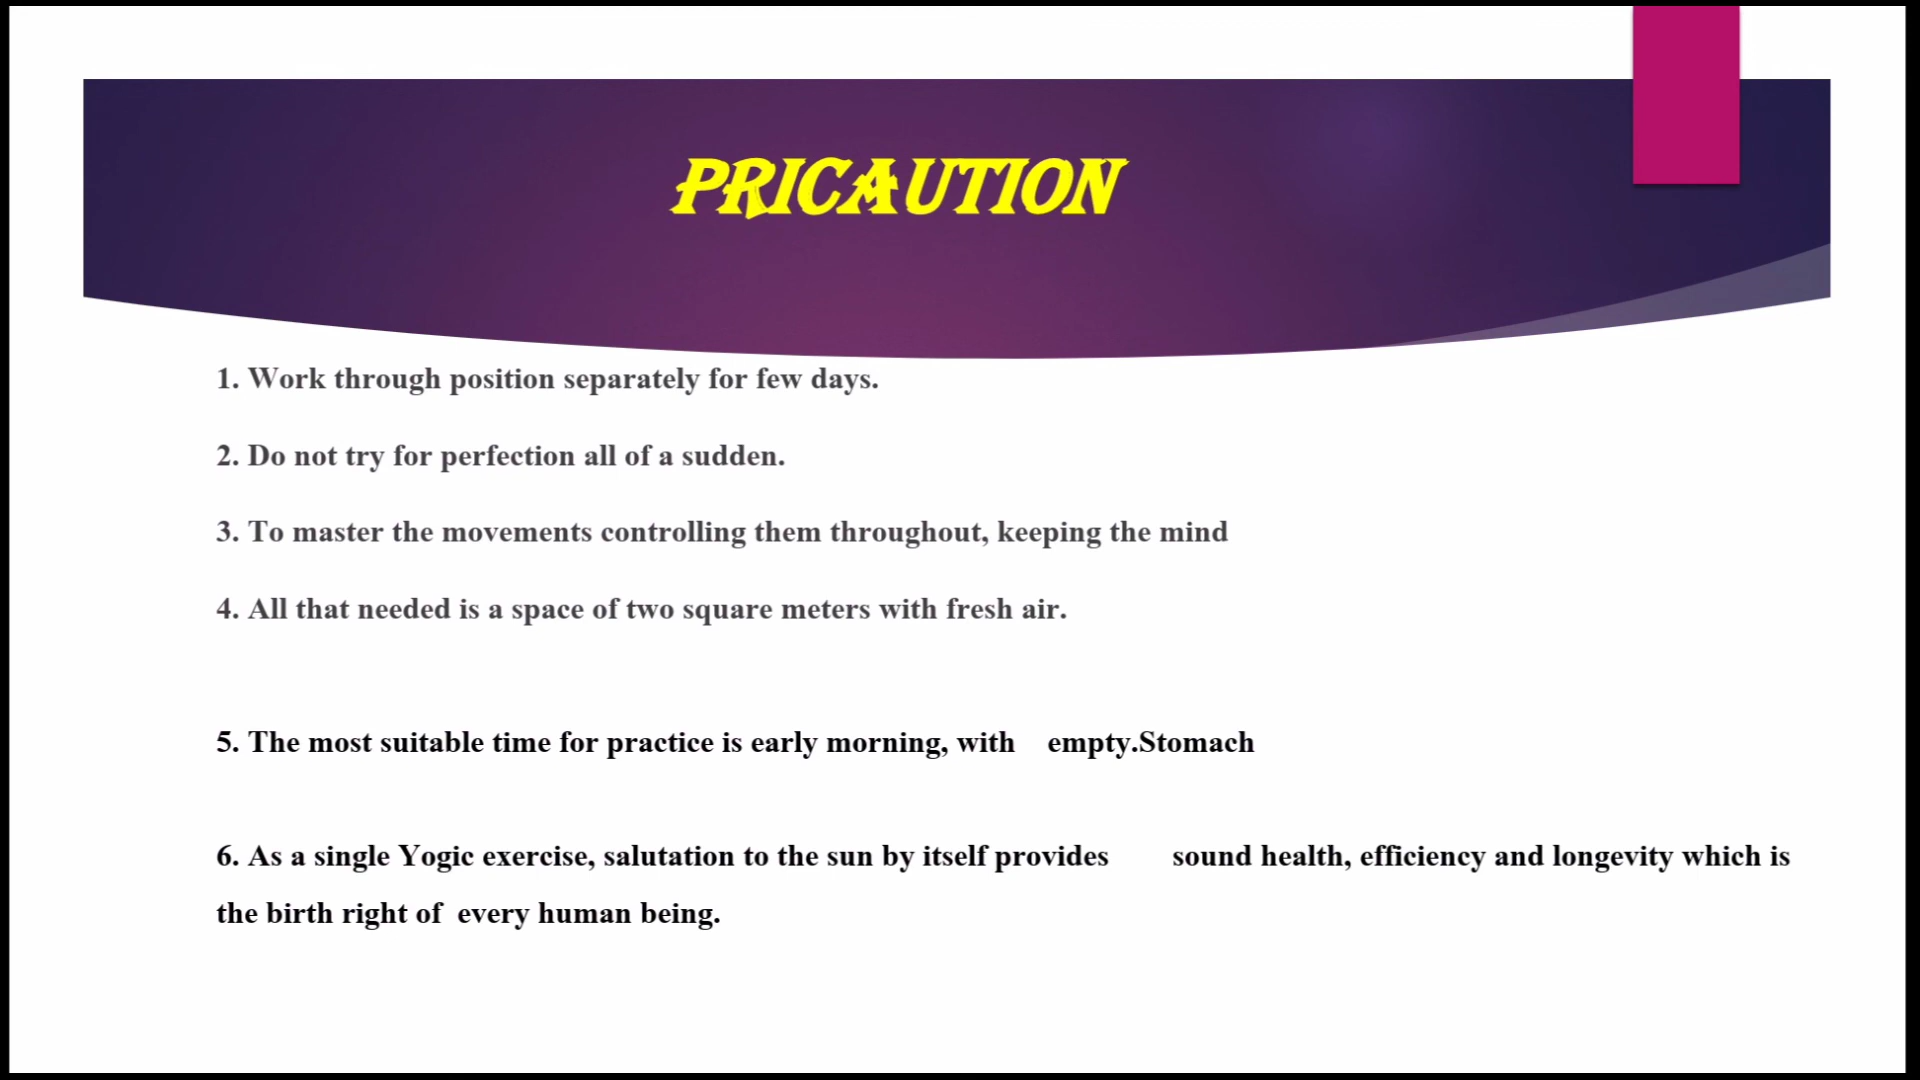 PRICAUTION
1. Work through position separately for few days.
2. Do not try for perfection all of a sudden.
3. To master the movements controlling them throughout, keeping the mind
4. All that needed is a space of two square meters with fresh air.
5. The most suitable time for practice is early morning, with empty.Stomach
6. As a single Yogic exercise, salutation to the sun by itself provides sound health, efficiency and longevity which is
the birth right of every human being.